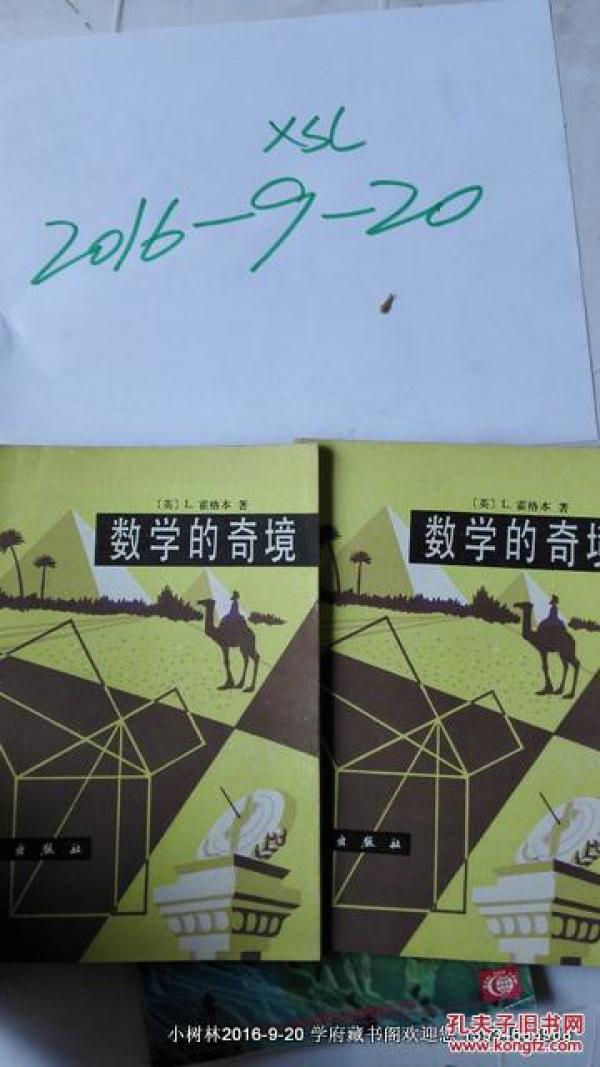 XSL
2016-9-20
〔英〕L. 霍格本 著
数学的奇境
出版社
〔英〕L. 霍格本 著
数学的奇境
出版社
小树林2016-9-20 学府藏书阁欢迎您
孔夫子旧书网
www.kongfz.com